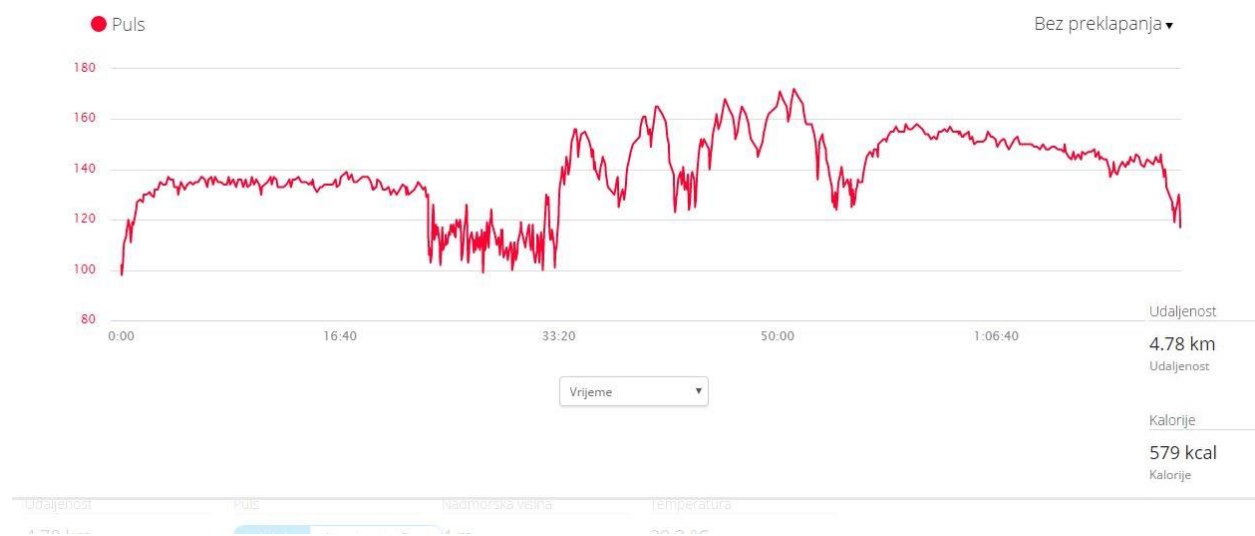 Puls
Bez preklapanja
180
160
140
120
100
80
0:00 16:40 33:20 50:00 1:06:40
Vrijeme
Udaljenost
4.78 km
Udaljenost
Kalorije
579 kcal
Kalorije
Udaljenost Puls Nadmorska visina Temperatura